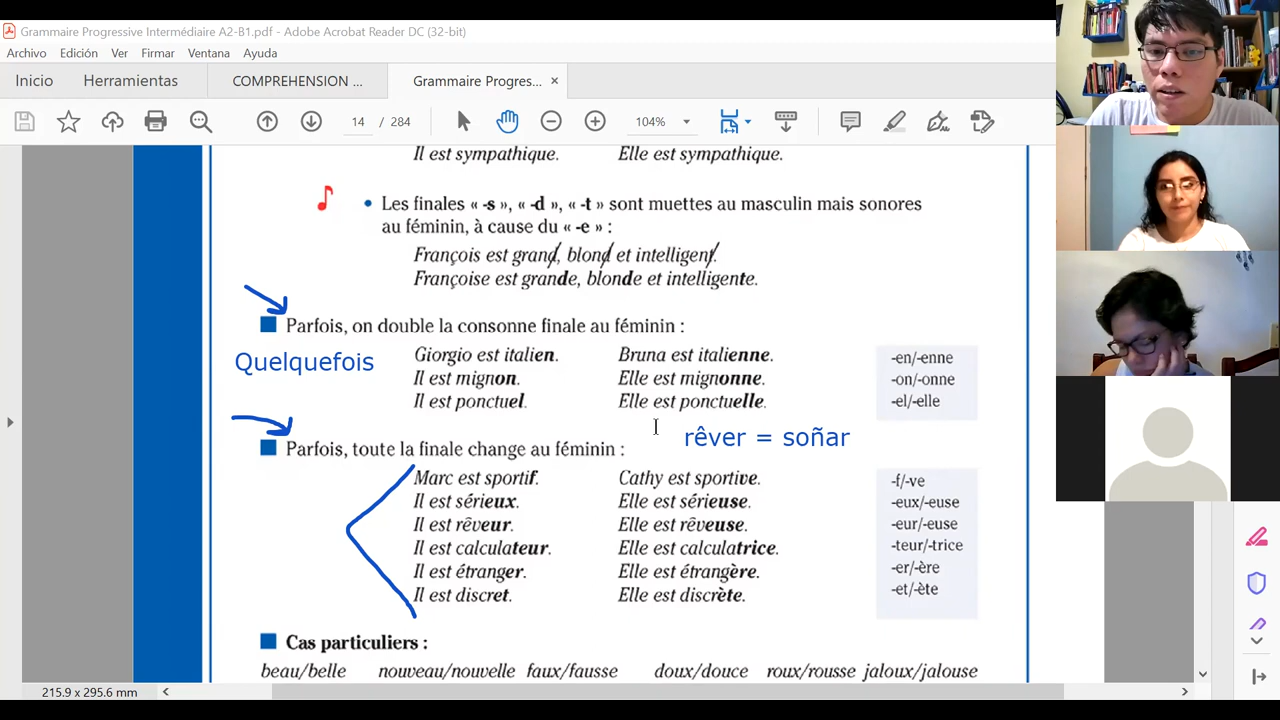 Grammaire Progressive Intermédiaire A2-B1.pdf - Adobe Acrobat Reader DC (32-bit)
Archivo Edición Ver Firmar Ventana Ayuda
Inicio Herramientas COMPREHENSION ... Grammaire Progres... ×
14 / 284 104%
Il est sympathique. Elle est sympathique.
• Les finales « -s », « -d », « -t » sont muettes au masculin mais sonores
au féminin, à cause du « -e » :
François est grand, blond et intelligent.
Françoise est grande, blonde et intelligente.
Parfois, on double la consonne finale au féminin :
Quelquefois
Giorgio est italien. Bruna est italienne. -en/-enne
Il est mignon. Elle est mignonne. -on/-onne
Il est ponctuel. Elle est ponctuelle. -el/-elle
rêver = soñar
Parfois, toute la finale change au féminin :
Marc est sportif. Cathy est sportive. -f/-ve
Il est sérieux. Elle est sérieuse. -eux/-euse
Il est rêveur. Elle est rêveuse. -eur/-euse
Il est calculateur. Elle est calculatrice. -teur/-trice
Il est étranger. Elle est étrangère. -er/-ère
Il est discret. Elle est discrète. -et/-ète
Cas particuliers :
beau/belle nouveau/nouvelle faux/fausse doux/douce roux/rousse jaloux/jalouse
215.9 x 295.6 mm